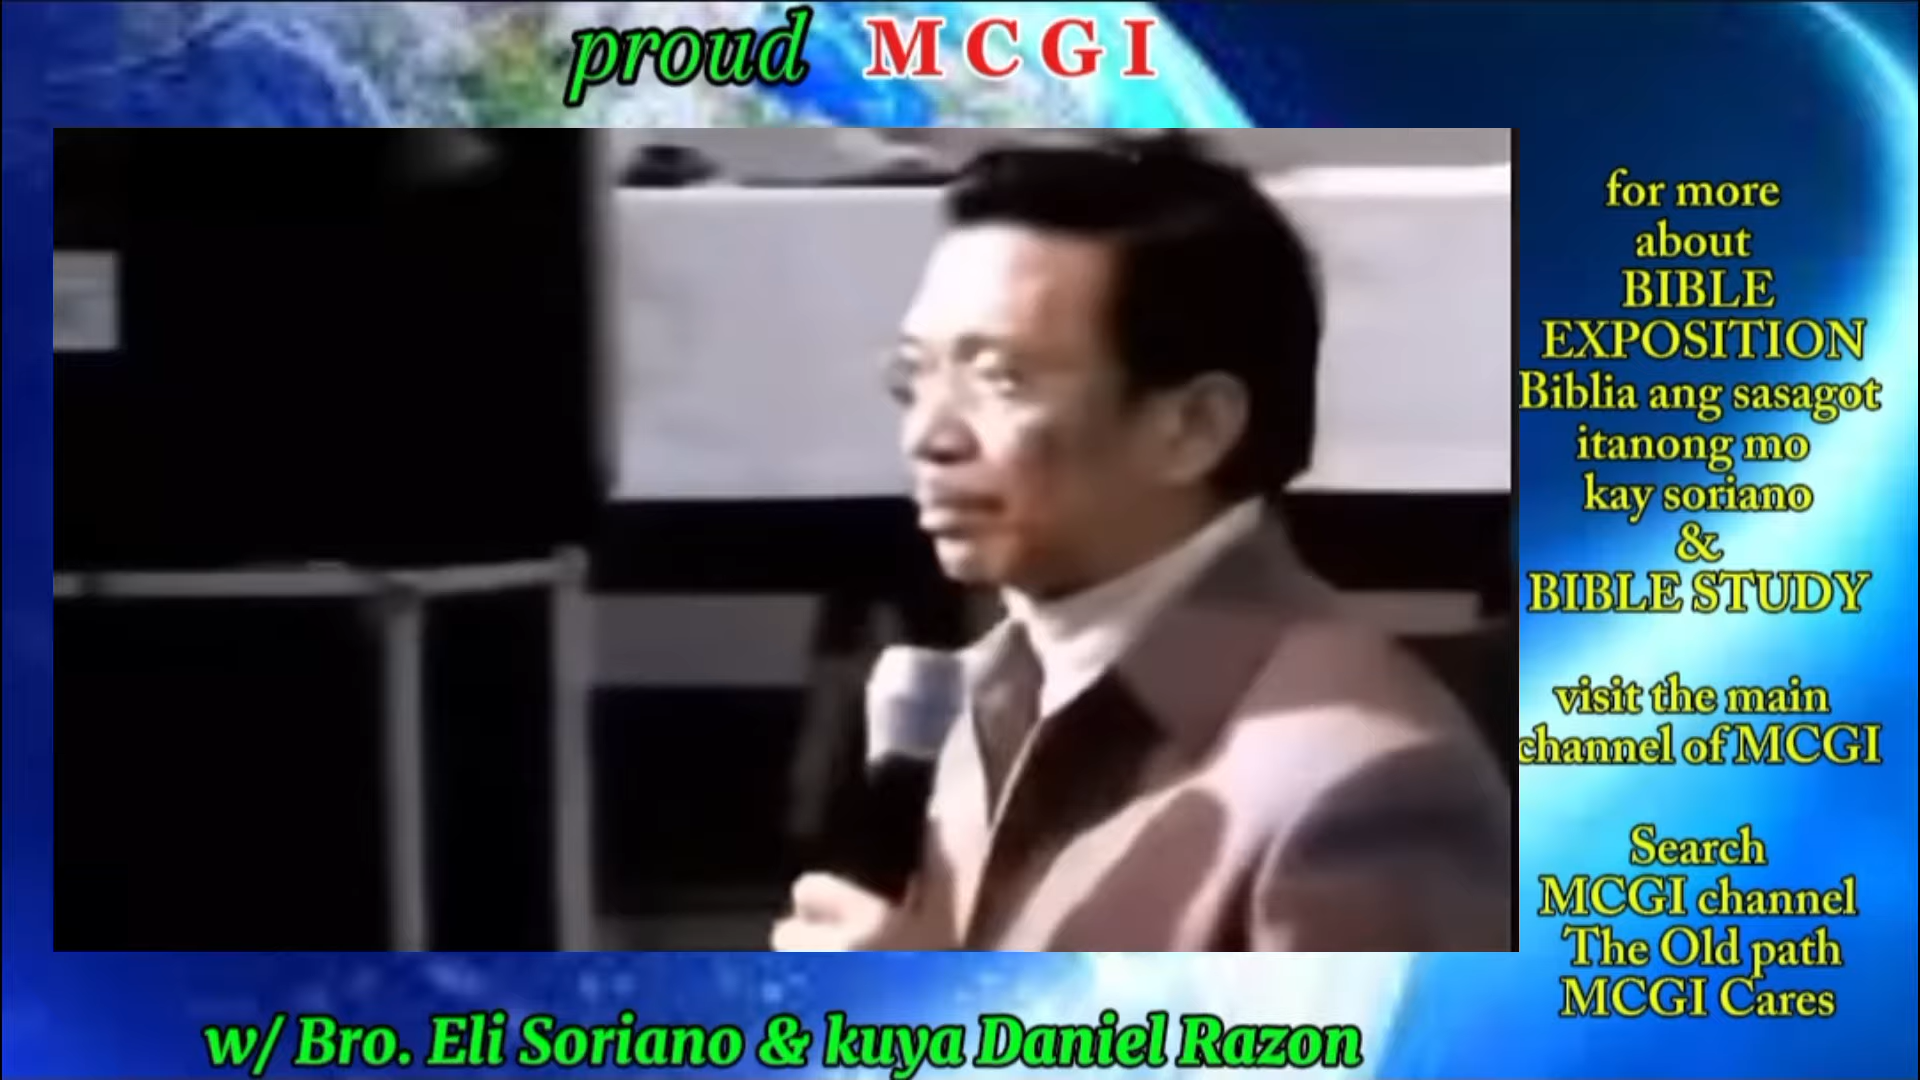 proud MCGI
for more
about
BIBLE
EXPOSITION
Biblia ang sasagot
itanong mo
kay soriano
&
BIBLE STUDY
visit the main
channel of MCGI
Search
MCGI channel
The Old path
MCGI Cares
w/ Bro. Eli Soriano & kuya Daniel Razon